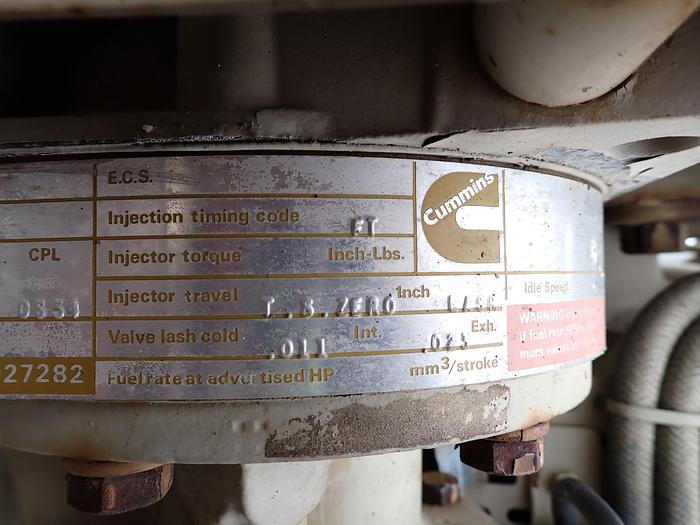 E.C.S.
Cummins
Injection timing code FT
CPL
Injector torque Inch-Lbs.
Idle Speed
Injector travel Inch
T.B.ZERO
WARNING
Valve lash cold Int. Exh.
.011 .023
27282
Fuel rate at advertised HP mm3/stroke